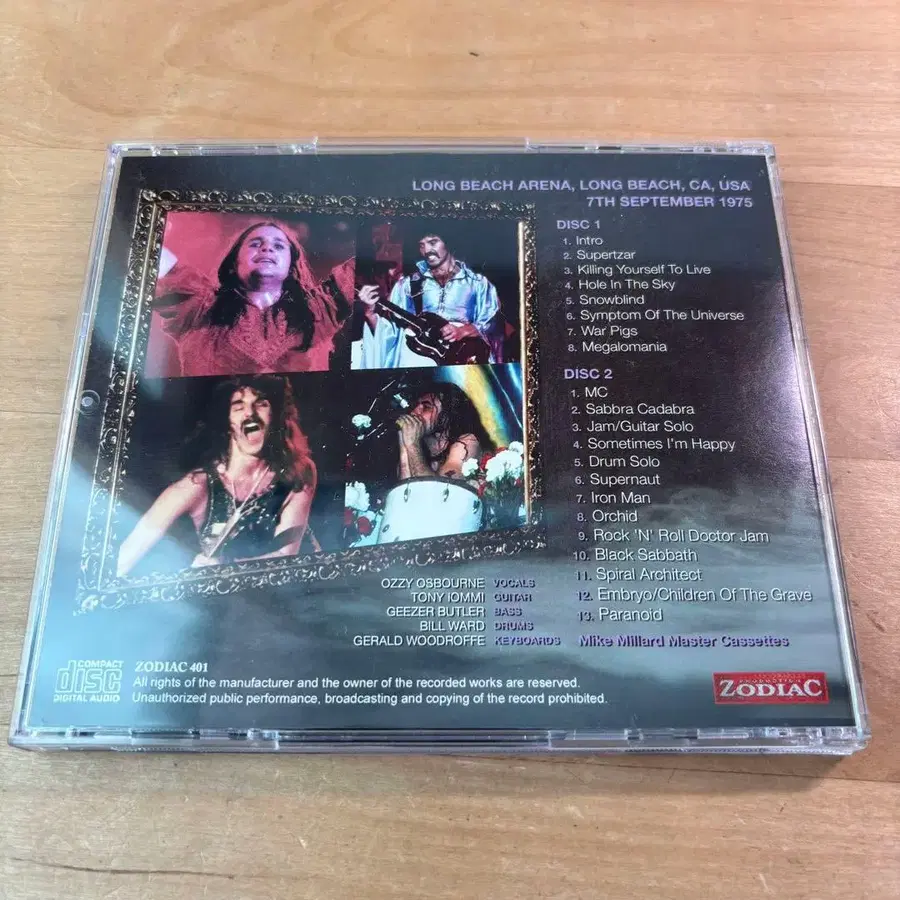 LONG BEACH ARENA, LONG BEACH, CA, USA
7TH SEPTEMBER 1975
DISC 1
1. Intro
2. Supertzar
3. Killing Yourself To Live
4. Hole In The Sky
5. Snowblind
6. Symptom Of The Universe
7. War Pigs
8. Megalomania
DISC 2
1. MC
2. Sabbra Cadabra
3. Jam/Guitar Solo
4. Sometimes I'm Happy
5. Drum Solo
6. Supernaut
7. Iron Man
8. Orchid
9. Rock 'N' Roll Doctor Jam
10. Black Sabbath
11. Spiral Architect
12. Embryo/Children Of The Grave
13. Paranoid
OZZY OSBOURNE VOCALS
TONY IOMMI GUITAR
GEEZER BUTLER BASS
BILL WARD DRUMS
GERALD WOODROFFE KEYBOARDS
Mike Millard Master Cassettes
COMPACT
disc
DIGITAL AUDIO
ZODIAC 401
All rights of the manufacturer and the owner of the recorded works are reserved.
Unauthorized public performance, broadcasting and copying of the record prohibited.
PRODUCTION
ZODIAC